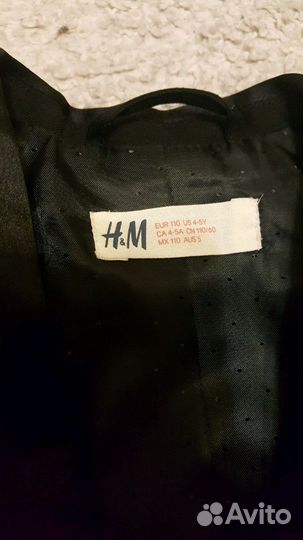 H&M
EUR 110 US 4-5Y
CA 4-5A CN 110/60
MX 110 AUS 5
Avito